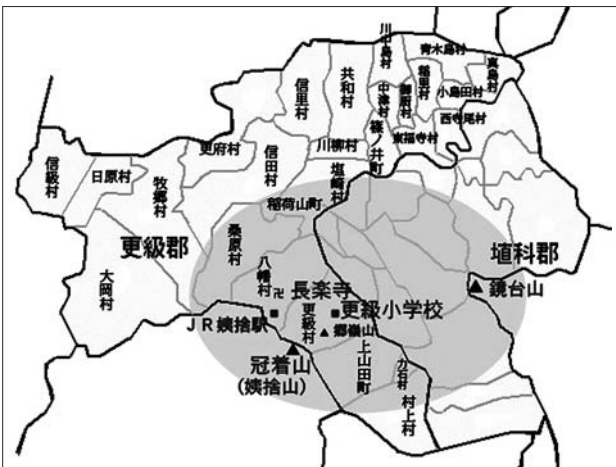 川中島村
青木島村
真島村
稲里村
共和村
信里村
中津村
御厨村
小島田村
西寺尾村
東福寺村
篠ノ井町
川柳村
更府村
信田村
塩崎村
信級村
日原村
牧郷村
稲荷山町
桑原村
更級郡
埴科郡
大岡村
八幡村
卍
長楽寺
鏡台山
JR姨捨駅
更級村
更級小学校
郷嶺山
冠着山
(姨捨山)
上山田町
力石村
村上村